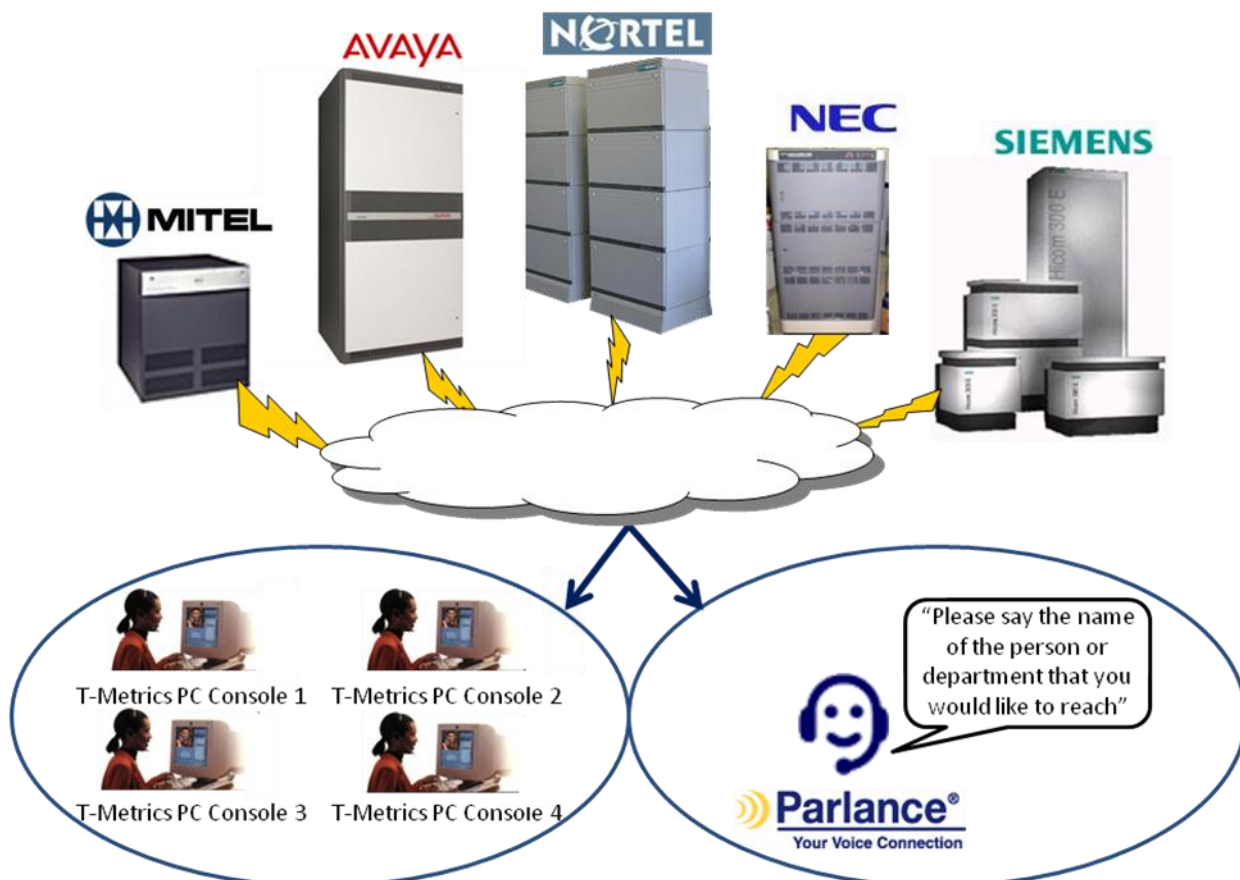 NORTEL
AVAYA
NEC
SIEMENS
MITEL
Hicom 300 E
"Please say the name
of the person or
department that you
would like to reach"
T-Metrics PC Console 1
T-Metrics PC Console 2
T-Metrics PC Console 3
T-Metrics PC Console 4
Parlance®
Your Voice Connection